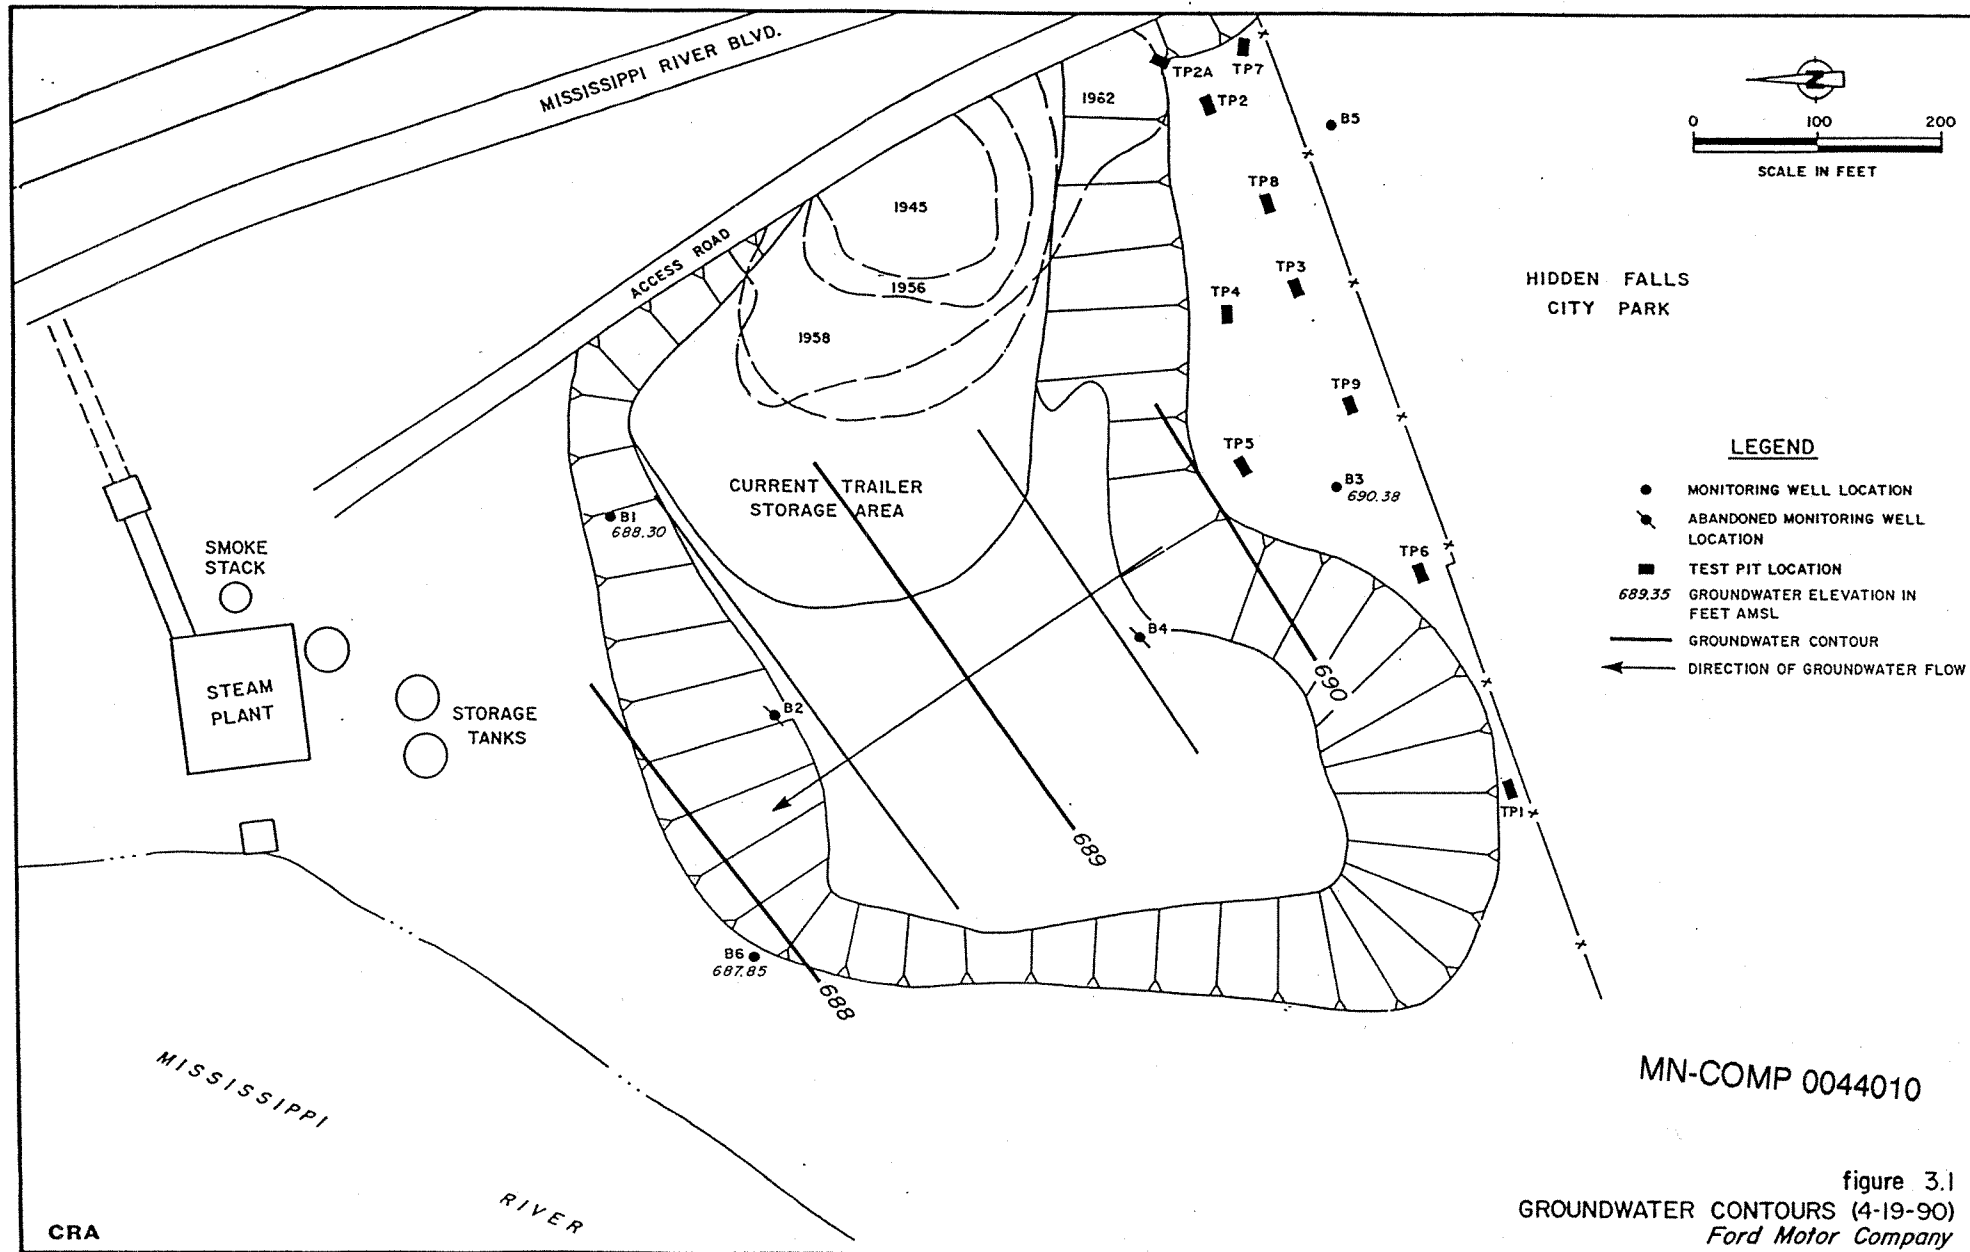 MISSISSIPPI RIVER BLVD.
ACCESS ROAD
1962
1945
1956
1958
TP2A
TP7
TP2
B5
TP8
TP3
TP4
TP9
TP5
B3
690.38
TP6
TP1
N
0 100 200
SCALE IN FEET
HIDDEN FALLS
CITY PARK
CURRENT TRAILER
STORAGE AREA
B1
688.30
B4
B2
B6
687.85
690
689
688
SMOKE
STACK
STEAM
PLANT
STORAGE
TANKS
LEGEND
MONITORING WELL LOCATION
ABANDONED MONITORING WELL
LOCATION
TEST PIT LOCATION
689.35 GROUNDWATER ELEVATION IN
FEET AMSL
GROUNDWATER CONTOUR
DIRECTION OF GROUNDWATER FLOW
MISSISSIPPI
RIVER
CRA
MN-COMP 0044010
figure 3.1
GROUNDWATER CONTOURS (4-19-90)
Ford Motor Company